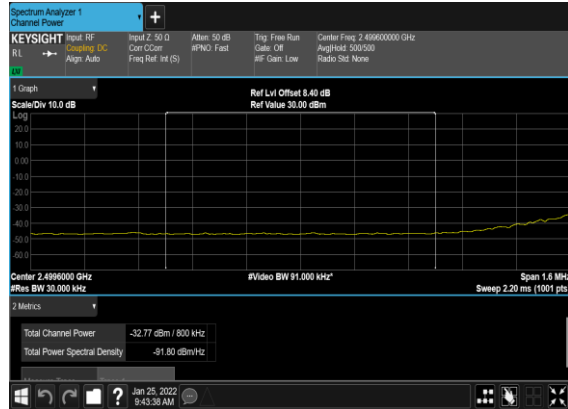 Spectrum Analyzer 1
Channel Power
+
KEYSIGHT
RL
Input: RF
Coupling: DC
Align: Auto
Input Z: 50 Ω
Corr CCorr
Freq Ref: Int (S)
Atten: 50 dB
#PNO: Fast
Trig: Free Run
Gate: Off
#IF Gain: Low
Center Freq: 2.499600000 GHz
Avg|Hold: 500/500
Radio Std: None
1 Graph
Scale/Div 10.0 dB
Ref Lvl Offset 8.40 dB
Ref Value 30.00 dBm
Log
20.0
10.0
0.00
-10.0
-20.0
-30.0
-40.0
-50.0
-60.0
Center 2.4996000 GHz
#Res BW 30.000 kHz
#Video BW 91.000 kHz*
Span 1.6 MHz
Sweep 2.20 ms (1001 pts
2 Metrics
Total Channel Power -32.77 dBm / 800 kHz
Total Power Spectral Density -91.80 dBm/Hz
?
Jan 25, 2022
9:43:38 AM